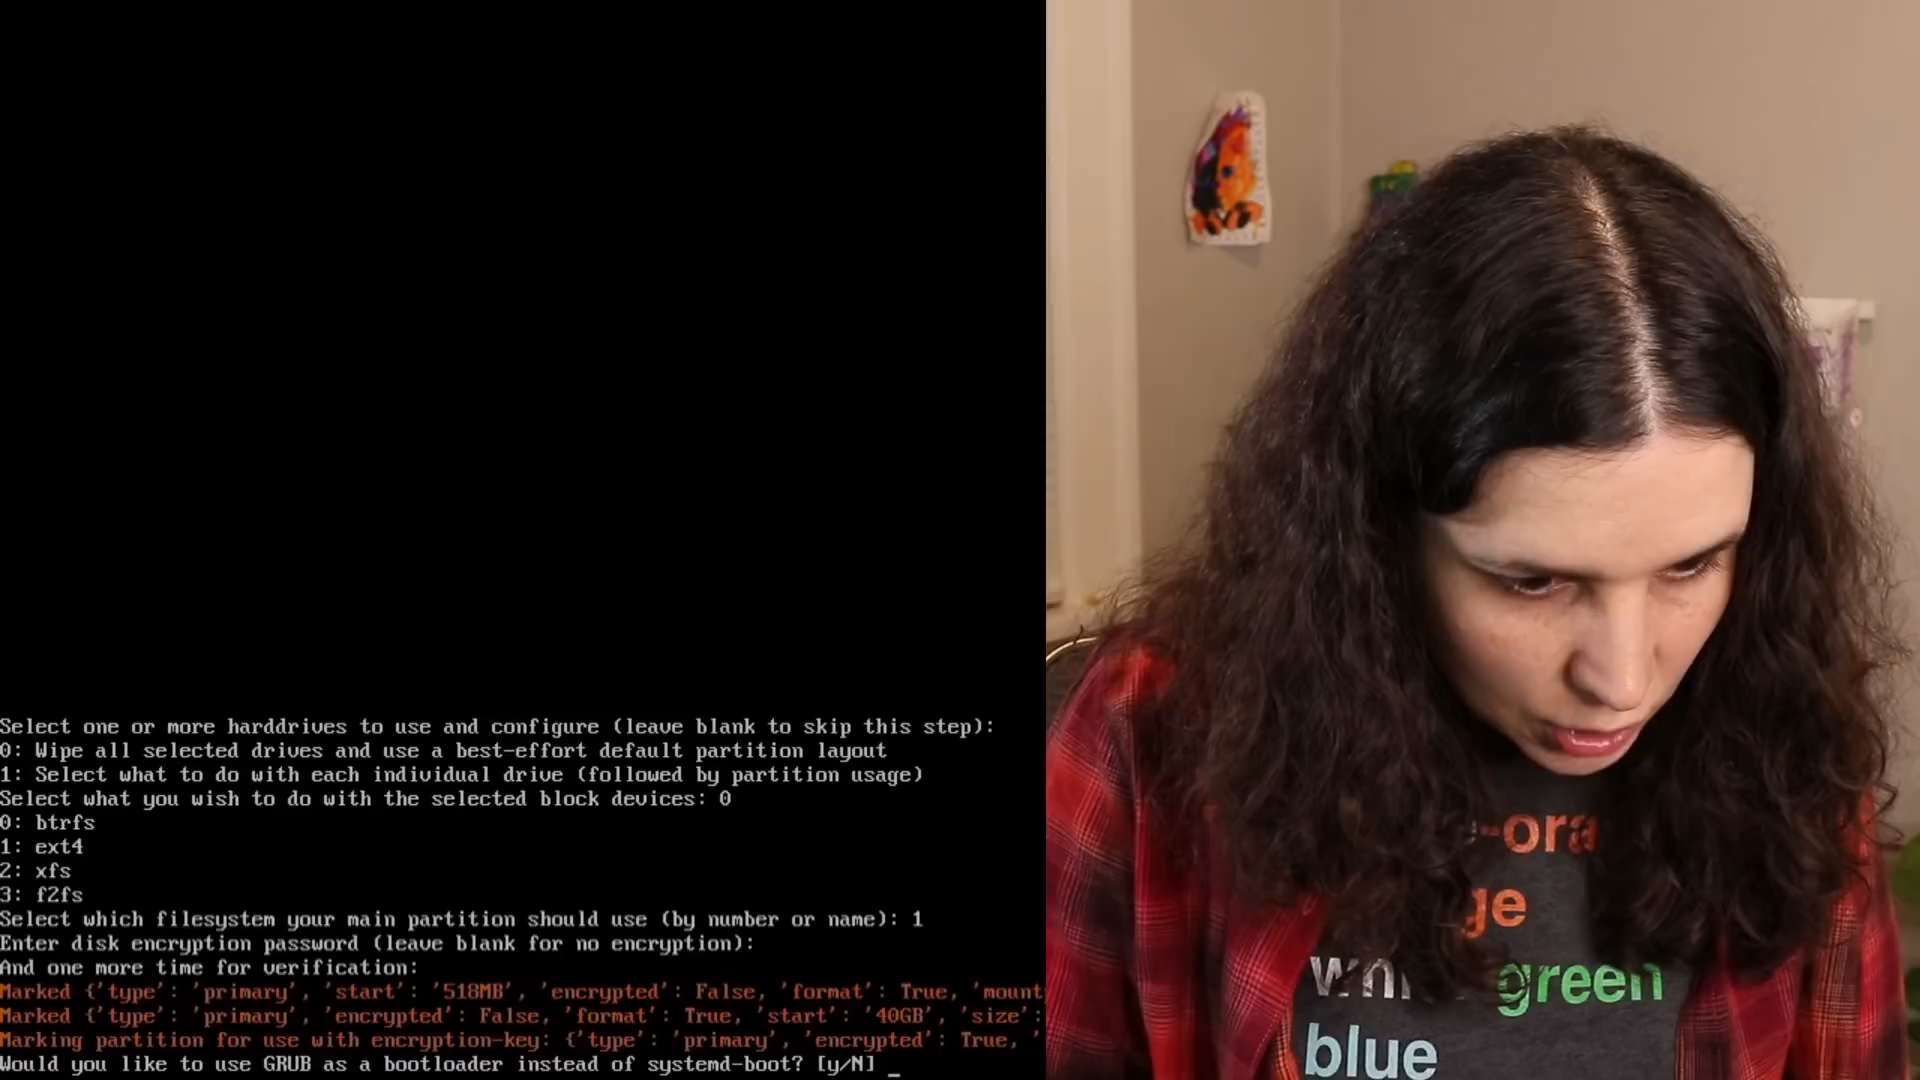 Select one or more harddrives to use and configure (leave blank to skip this step):
0: Wipe all selected drives and use a best-effort default partition layout
1: Select what to do with each individual drive (followed by partition usage)
Select what you wish to do with the selected block devices: 0
0: btrfs
1: ext4
2: xfs
3: f2fs
Select which filesystem your main partition should use (by number or name): 1
Enter disk encryption password (leave blank for no encryption):
And one more time for verification:
Marked {'type': 'primary', 'start': '518MB', 'encrypted': False, 'format': True, 'mount
Marked {'type': 'primary', 'encrypted': False, 'format': True, 'start': '40GB', 'size':
Marking partition for use with encryption-key: {'type': 'primary', 'encrypted': True, '
Would you like to use GRUB as a bootloader instead of systemd-boot? [y/N] _
-ora
ge
green
blue